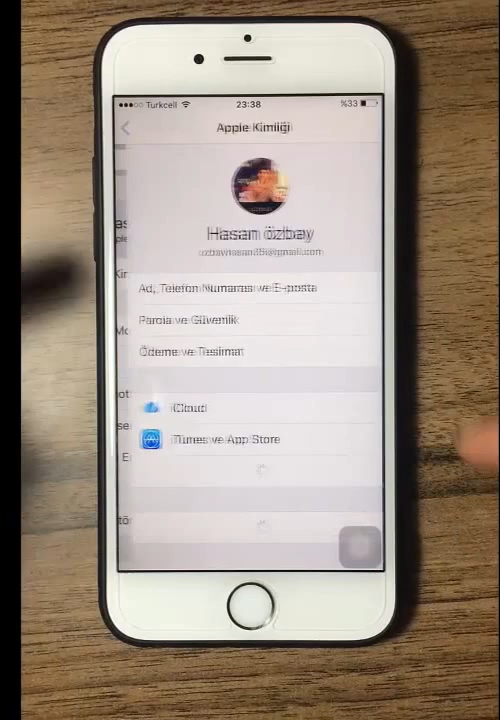 Turkcell 23:38 %33
Apple Kimliği
Hasan özbay
Ad, Telefon Numarası ve E-posta
Parola ve Güvenlik
Ödeme ve Teslimat
iCloud
iTunes ve App Store